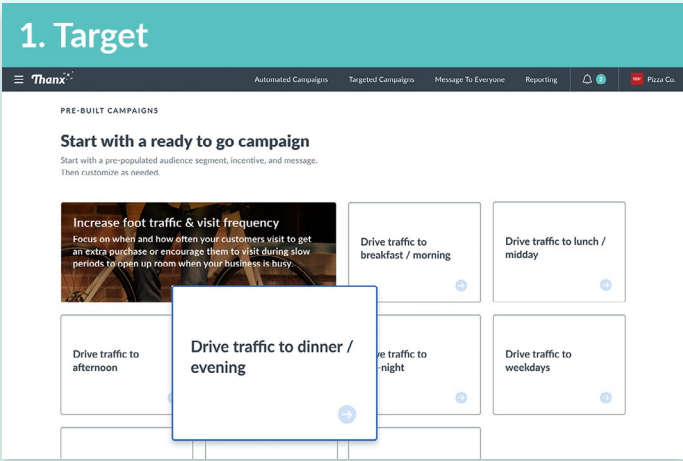 1. Target
Thanx
Automated Campaigns
Targeted Campaigns
Message To Everyone
Reporting
Pizza Co.
PRE-BUILT CAMPAIGNS
Start with a ready to go campaign
Start with a pre-populated audience segment, incentive, and message.
Then customize as needed.
Increase foot traffic & visit frequency
Focus on when and how often your customers visit to get
an extra purchase or encourage them to visit during slow
periods to open up room when your business is busy.
Drive traffic to
breakfast / morning
Drive traffic to lunch /
midday
Drive traffic to
afternoon
Drive traffic to dinner /
evening
traffic to
-night
Drive traffic to
weekdays